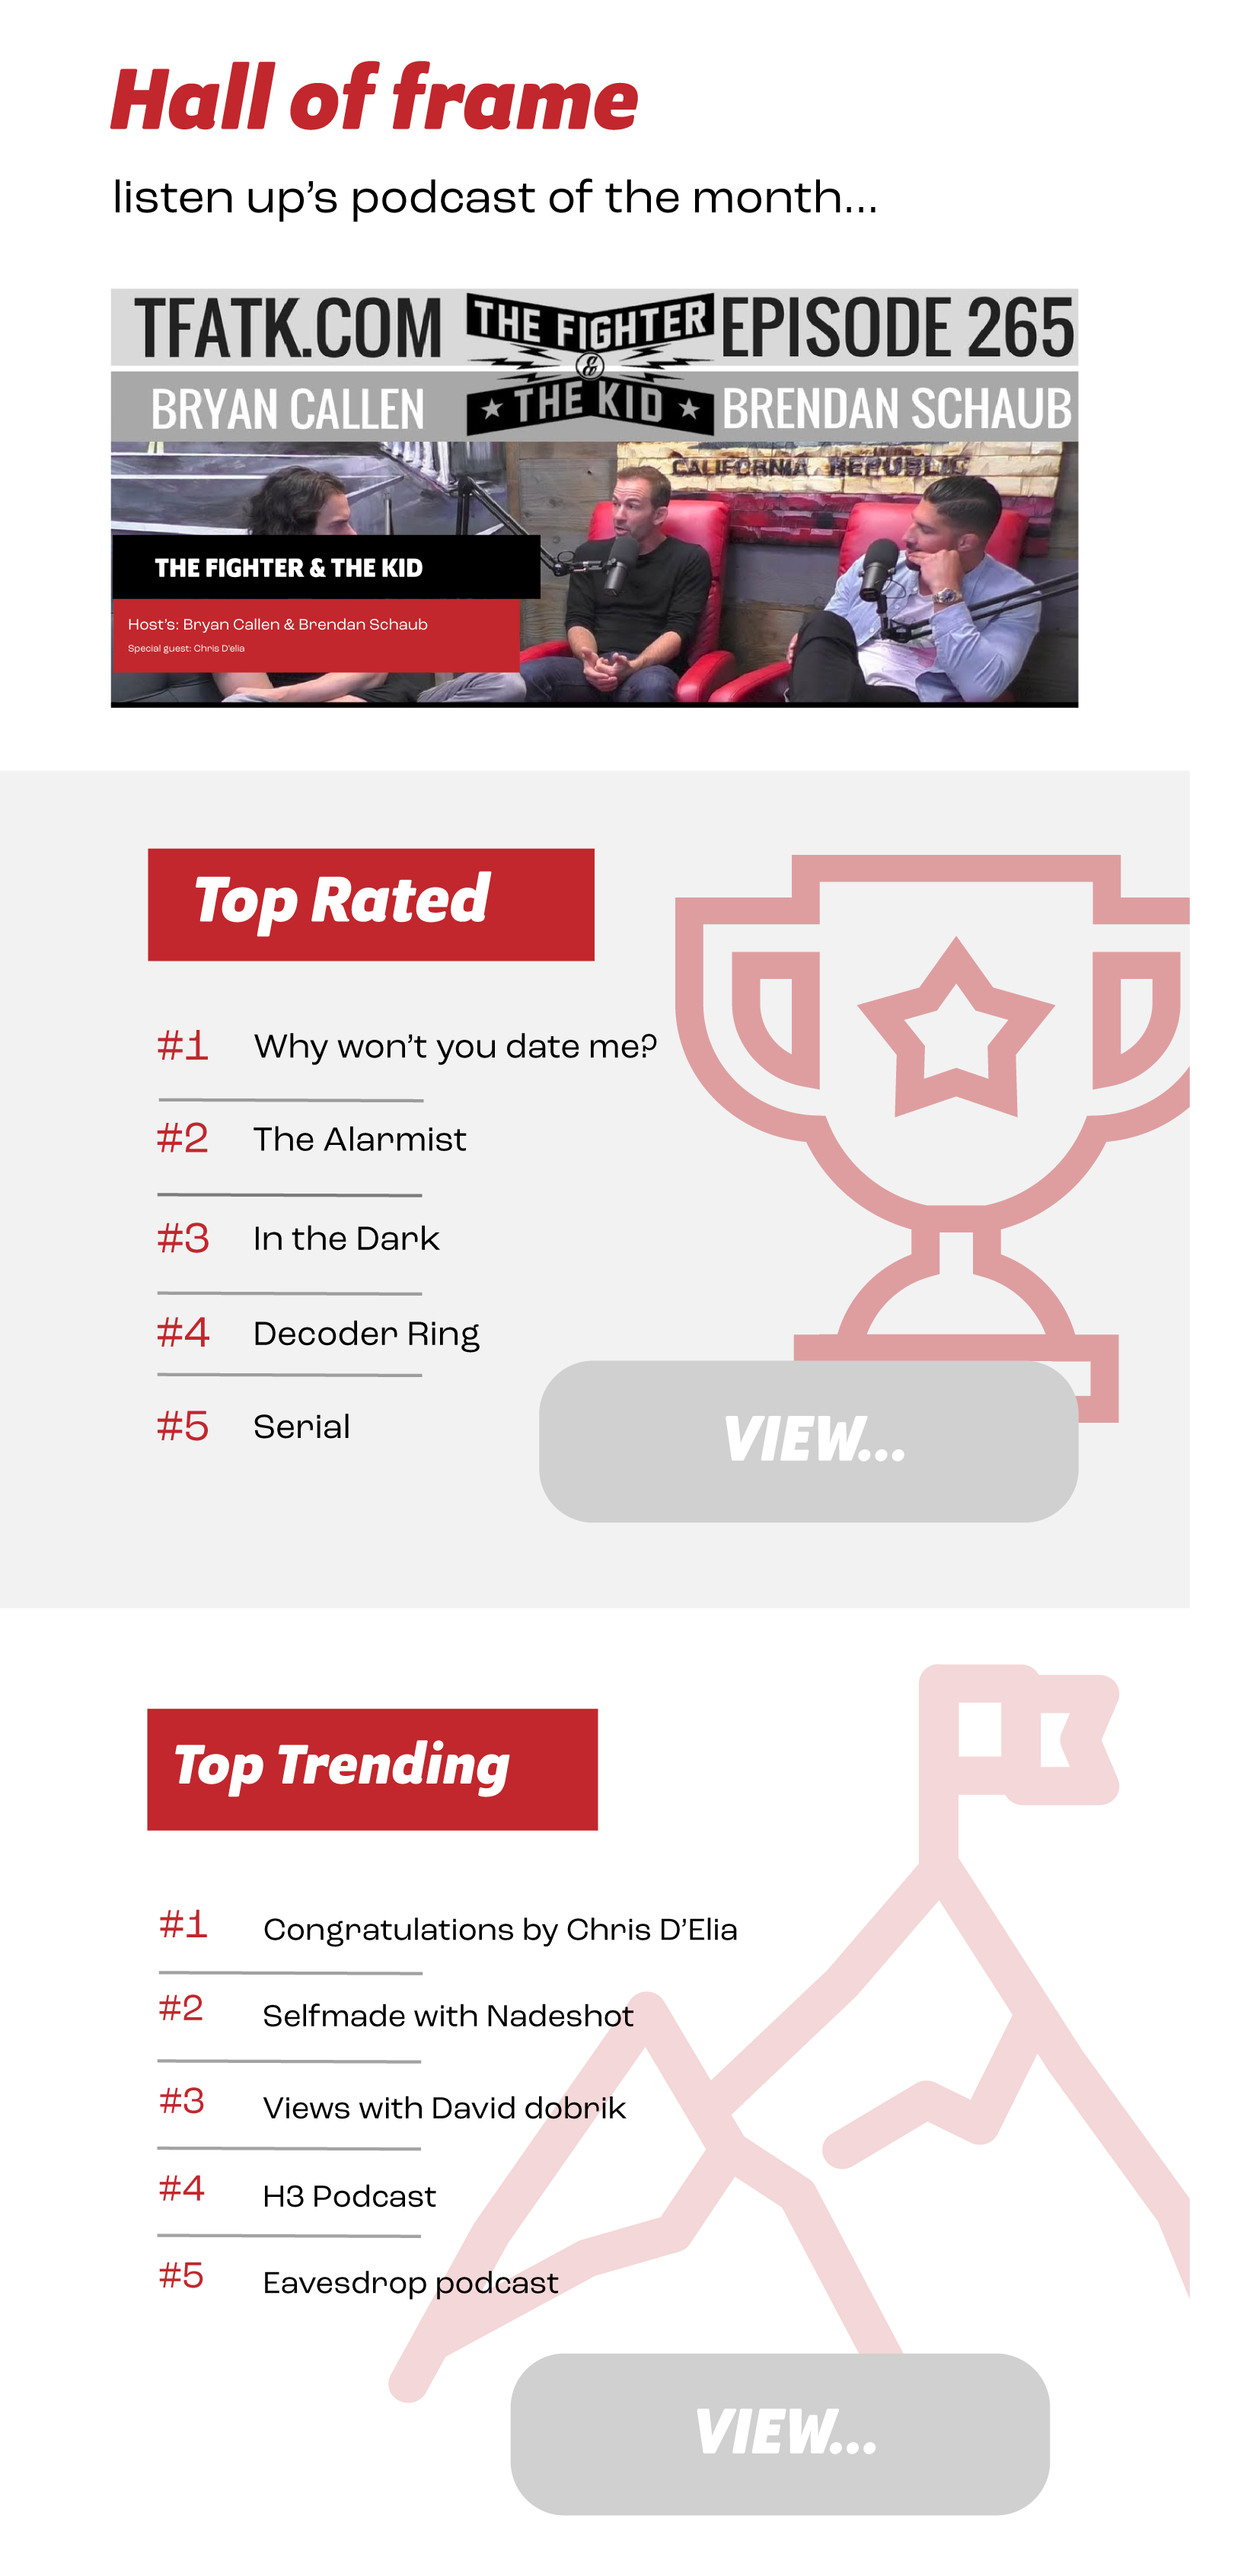 Hall of frame
listen up’s podcast of the month...
TFATK.COM
THE FIGHTER
&
THE KID
EPISODE 265
BRYAN CALLEN
BRENDAN SCHAUB
CALIFORNIA REPUBLIC
THE FIGHTER & THE KID
Host’s: Bryan Callen & Brendan Schaub
Special guest: Chris D’elia
Top Rated
#1 Why won’t you date me?
#2 The Alarmist
#3 In the Dark
#4 Decoder Ring
#5 Serial
VIEW...
Top Trending
#1 Congratulations by Chris D’Elia
#2 Selfmade with Nadeshot
#3 Views with David dobrik
#4 H3 Podcast
#5 Eavesdrop podcast
VIEW...